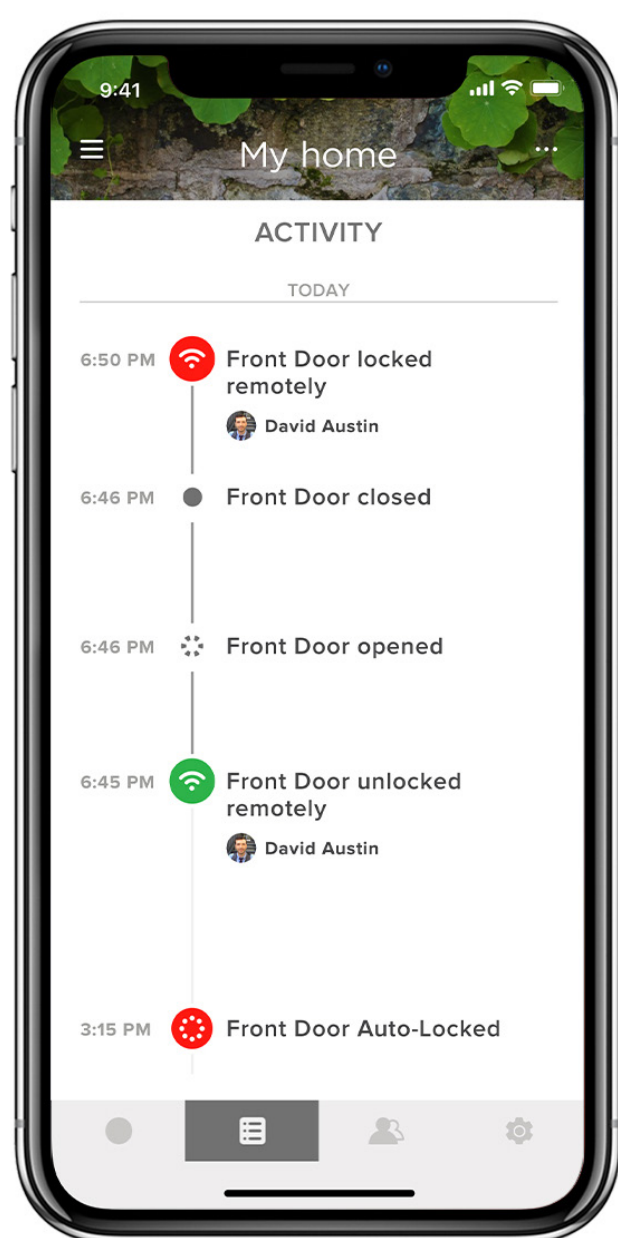 9:41
My home
ACTIVITY
TODAY
6:50 PM
Front Door locked
remotely
David Austin
6:46 PM
Front Door closed
6:46 PM
Front Door opened
6:45 PM
Front Door unlocked
remotely
David Austin
3:15 PM
Front Door Auto-Locked